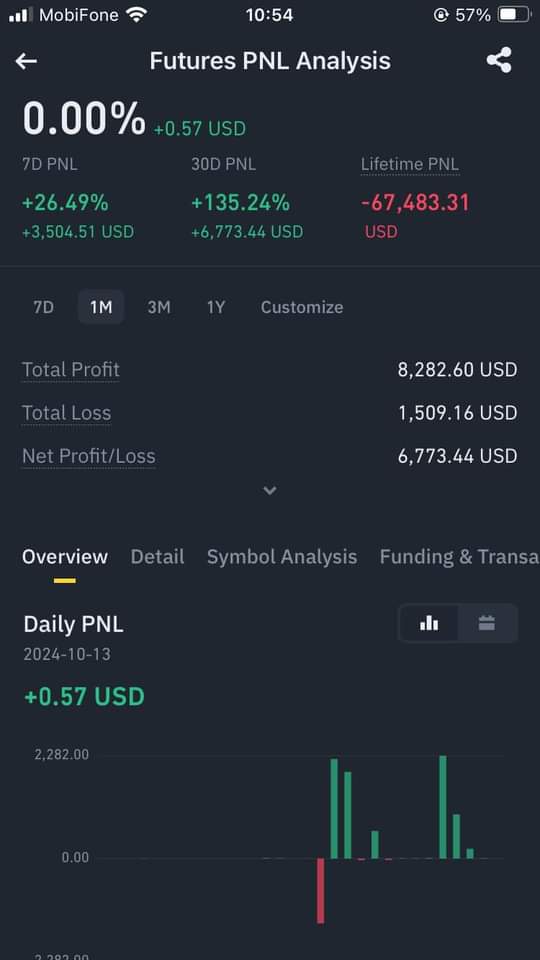 MobiFone 10:54 57%
Futures PNL Analysis
0.00% +0.57 USD
7D PNL 30D PNL Lifetime PNL
+26.49% +135.24% -67,483.31
+3,504.51 USD +6,773.44 USD USD
7D 1M 3M 1Y Customize
Total Profit 8,282.60 USD
Total Loss 1,509.16 USD
Net Profit/Loss 6,773.44 USD
Overview Detail Symbol Analysis Funding & Transa
Daily PNL
2024-10-13
+0.57 USD
2,282.00
0.00